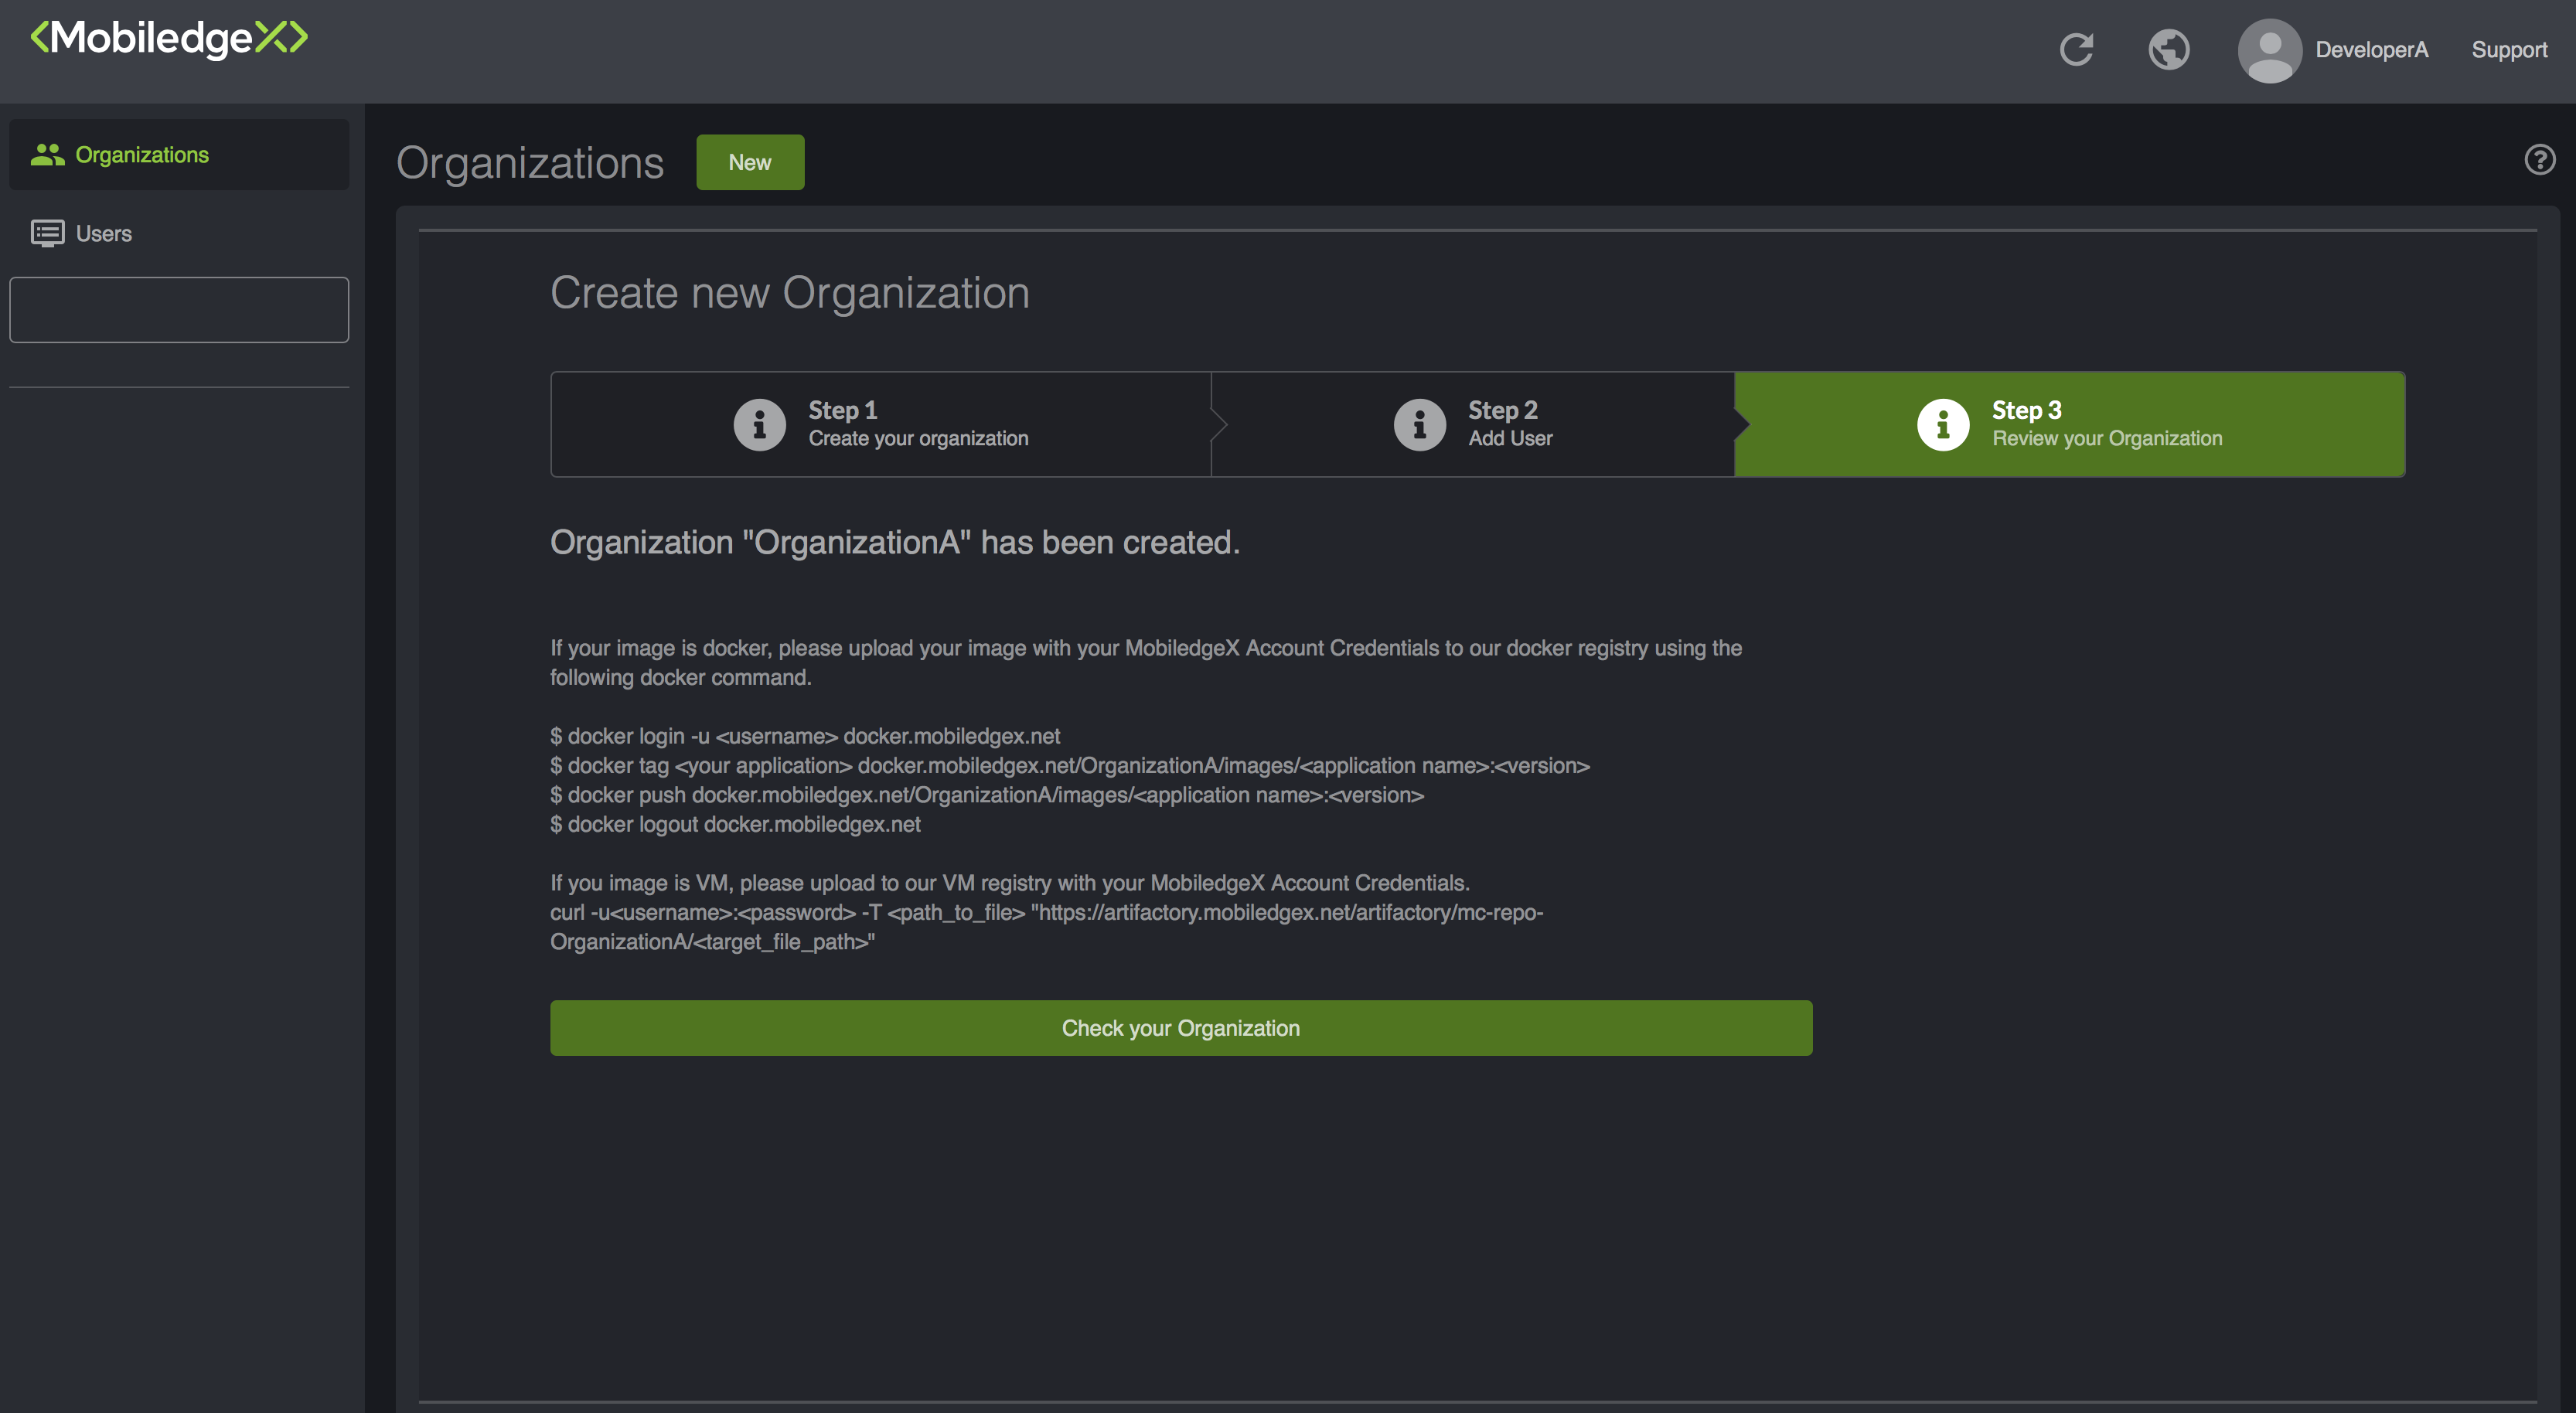 <MobiledgeX>
DeveloperA
Support
Organizations
Users
Organizations
New
Create new Organization
Step 1
Create your organization
Step 2
Add User
Step 3
Review your Organization
Organization "OrganizationA" has been created.
If your image is docker, please upload your image with your MobiledgeX Account Credentials to our docker registry using the
following docker command.
$ docker login -u <username> docker.mobiledgex.net
$ docker tag <your application> docker.mobiledgex.net/OrganizationA/images/<application name>:<version>
$ docker push docker.mobiledgex.net/OrganizationA/images/<application name>:<version>
$ docker logout docker.mobiledgex.net
If you image is VM, please upload to our VM registry with your MobiledgeX Account Credentials.
curl -u<username>:<password> -T <path_to_file> "https://artifactory.mobiledgex.net/artifactory/mc-repo-
OrganizationA/<target_file_path>"
Check your Organization